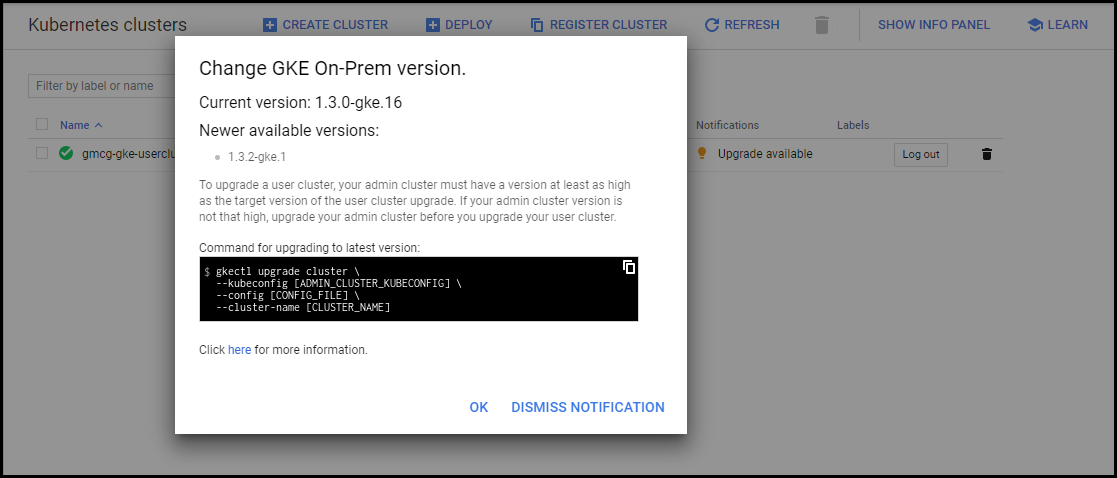 Kubernetes clusters
CREATE CLUSTER
DEPLOY
REGISTER CLUSTER
REFRESH
SHOW INFO PANEL
LEARN
Filter by label or name
Name
Notifications
Labels
gmcg-gke-userclu
Upgrade available
Log out
Change GKE On-Prem version.
Current version: 1.3.0-gke.16
Newer available versions:
1.3.2-gke.1
To upgrade a user cluster, your admin cluster must have a version at least as high
as the target version of the user cluster upgrade. If your admin cluster version is
not that high, upgrade your admin cluster before you upgrade your user cluster.
Command for upgrading to latest version:
$ gkectl upgrade cluster \
--kubeconfig [ADMIN_CLUSTER_KUBECONFIG] \
--config [CONFIG_FILE] \
--cluster-name [CLUSTER_NAME]
Click here for more information.
OK
DISMISS NOTIFICATION